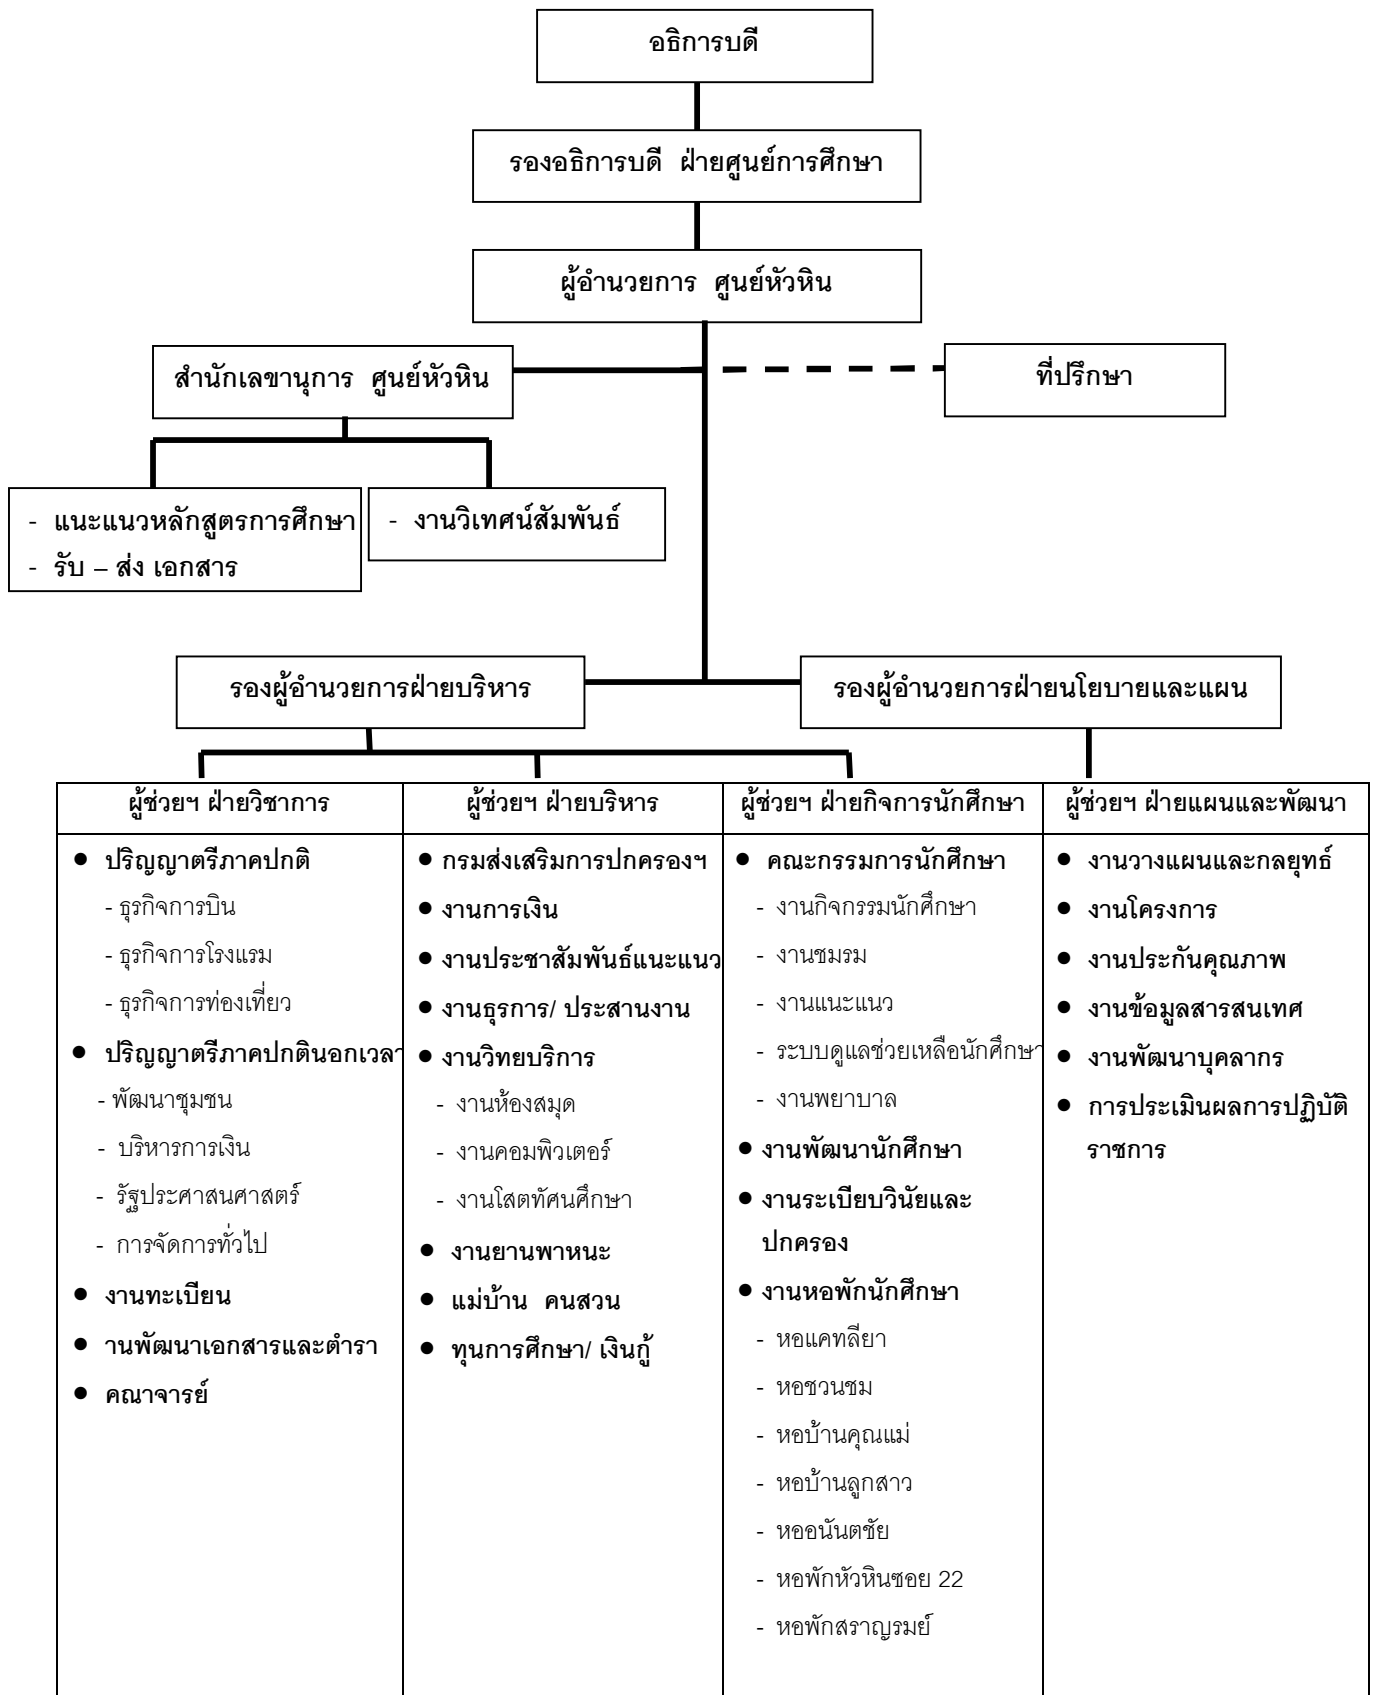 อธิการบดี
รองอธิการบดี ฝ่ายศูนย์การศึกษา
ผู้อำนวยการ ศูนย์หัวหิน
สำนักเลขานุการ ศูนย์หัวหิน
ที่ปรึกษา
- แนะแนวหลักสูตรการศึกษา
- รับ – ส่ง เอกสาร
- งานวิเทศน์สัมพันธ์
รองผู้อำนวยการฝ่ายบริหาร
รองผู้อำนวยการฝ่ายนโยบายและแผน
ผู้ช่วยฯ ฝ่ายวิชาการ
● ปริญญาตรีภาคปกติ
- ธุรกิจการบิน
- ธุรกิจการโรงแรม
- ธุรกิจการท่องเที่ยว
● ปริญญาตรีภาคปกตินอกเวลา
- พัฒนาชุมชน
- บริหารการเงิน
- รัฐประศาสนศาสตร์
- การจัดการทั่วไป
● งานทะเบียน
● านพัฒนาเอกสารและตำรา
● คณาจารย์
ผู้ช่วยฯ ฝ่ายบริหาร
● กรมส่งเสริมการปกครองฯ
● งานการเงิน
● งานประชาสัมพันธ์แนะแนว
● งานธุรการ/ ประสานงาน
● งานวิทยบริการ
- งานห้องสมุด
- งานคอมพิวเตอร์
- งานโสตทัศนศึกษา
● งานยานพาหนะ
● แม่บ้าน คนสวน
● ทุนการศึกษา/ เงินกู้
ผู้ช่วยฯ ฝ่ายกิจการนักศึกษา
● คณะกรรมการนักศึกษา
- งานกิจกรรมนักศึกษา
- งานชมรม
- งานแนะแนว
- ระบบดูแลช่วยเหลือนักศึกษา
- งานพยาบาล
● งานพัฒนานักศึกษา
● งานระเบียบวินัยและ
ปกครอง
● งานหอพักนักศึกษา
- หอแคทลียา
- หอชวนชม
- หอบ้านคุณแม่
- หอบ้านลูกสาว
- หออนันตชัย
- หอพักหัวหินซอย 22
- หอพักสราญรมย์
ผู้ช่วยฯ ฝ่ายแผนและพัฒนา
● งานวางแผนและกลยุทธ์
● งานโครงการ
● งานประกันคุณภาพ
● งานข้อมูลสารสนเทศ
● งานพัฒนาบุคลากร
● การประเมินผลการปฏิบัติ
ราชการ